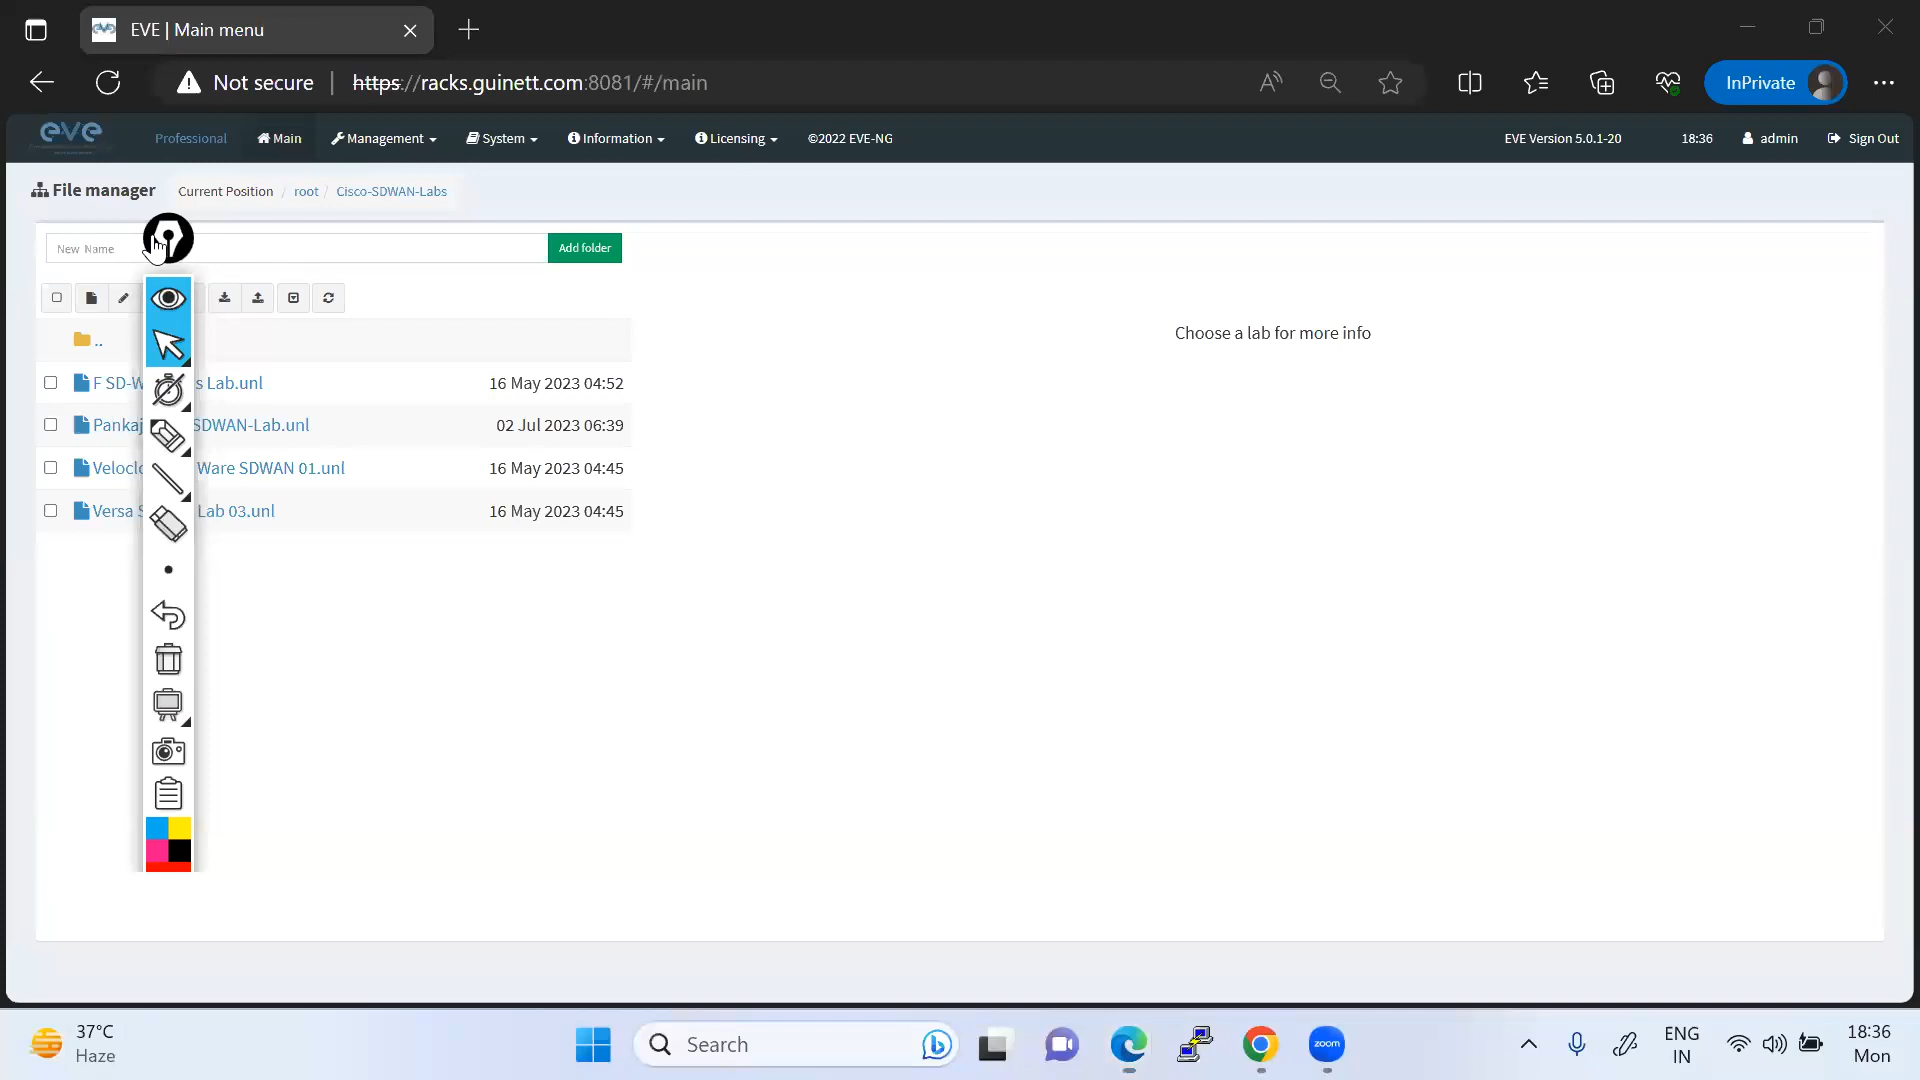 EVE | Main menu
Not secure https://racks.guinett.com:8081/#/main InPrivate
eve Professional Main Management System Information Licensing ©2022 EVE-NG EVE Version 5.0.1-20 18:36 admin Sign Out
File manager Current Position / root / Cisco-SDWAN-Labs
New Name Add folder
..
Choose a lab for more info
F SD-W s Lab.unl 16 May 2023 04:52
Pankaj SDWAN-Lab.unl 02 Jul 2023 06:39
Veloclo Ware SDWAN 01.unl 16 May 2023 04:45
Versa S Lab 03.unl 16 May 2023 04:45
37°C
Haze
Search
zoom
ENG
IN
18:36
Mon